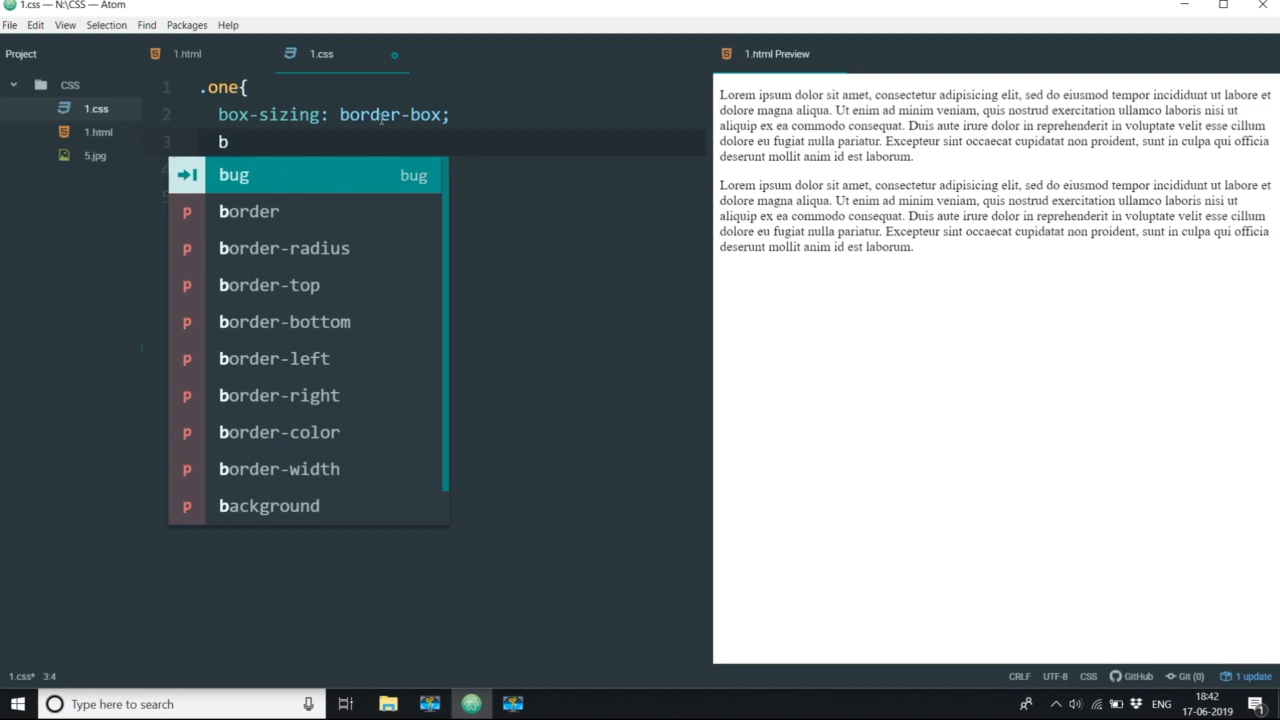 1.css — N:\CSS — Atom
File Edit View Selection Find Packages Help
Project
1.html
1.css
1.html Preview
CSS
1.css
1.html
5.jpg
1 .one{
2 box-sizing: border-box;
3 b
bug bug
p border
p border-radius
p border-top
p border-bottom
p border-left
p border-right
p border-color
p border-width
p background
Lorem ipsum dolor sit amet, consectetur adipisicing elit, sed do eiusmod tempor incididunt ut labore et
dolore magna aliqua. Ut enim ad minim veniam, quis nostrud exercitation ullamco laboris nisi ut
aliquip ex ea commodo consequat. Duis aute irure dolor in reprehenderit in voluptate velit esse cillum
dolore eu fugiat nulla pariatur. Excepteur sint occaecat cupidatat non proident, sunt in culpa qui officia
deserunt mollit anim id est laborum.
Lorem ipsum dolor sit amet, consectetur adipisicing elit, sed do eiusmod tempor incididunt ut labore et
dolore magna aliqua. Ut enim ad minim veniam, quis nostrud exercitation ullamco laboris nisi ut
aliquip ex ea commodo consequat. Duis aute irure dolor in reprehenderit in voluptate velit esse cillum
dolore eu fugiat nulla pariatur. Excepteur sint occaecat cupidatat non proident, sunt in culpa qui officia
deserunt mollit anim id est laborum.
1.css* 3:4
CRLF UTF-8 CSS GitHub Git (0) 1 update
Type here to search
ENG
18:42
17-06-2019
1